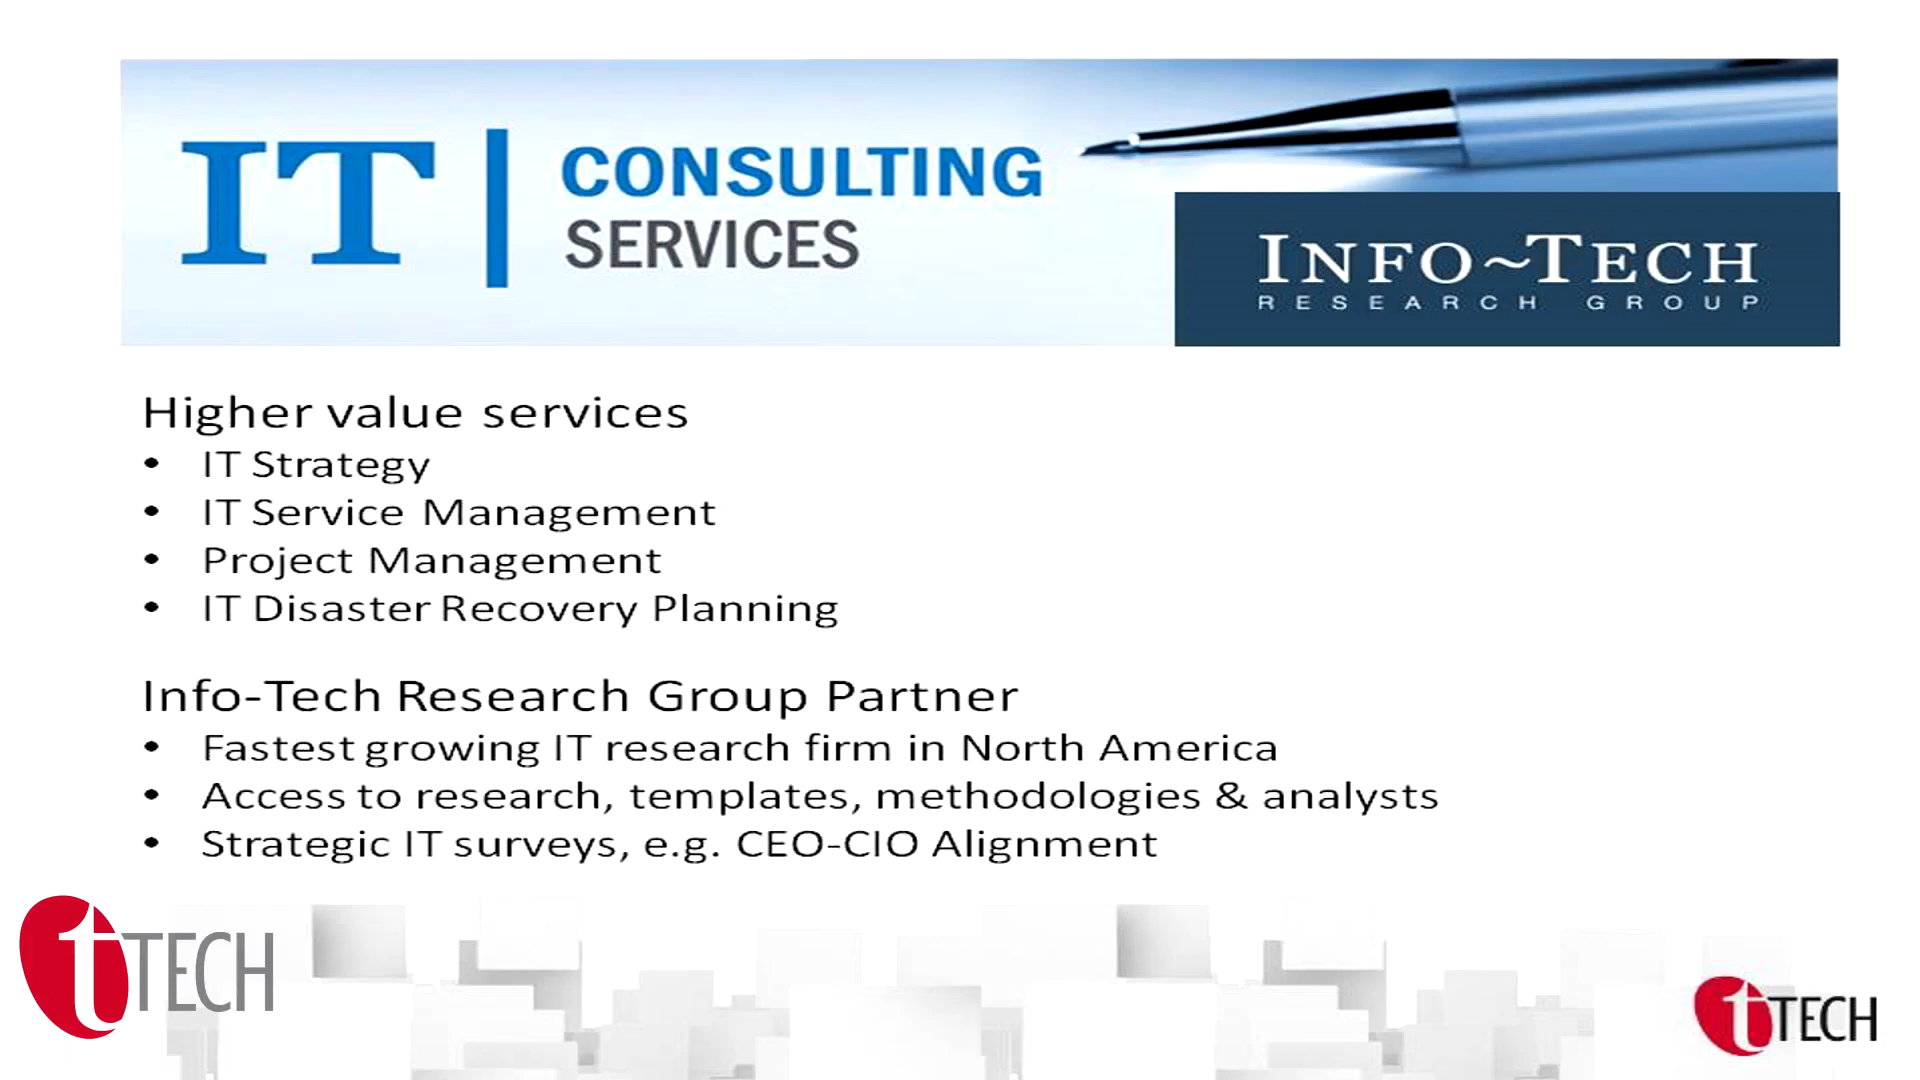 IT | CONSULTING
SERVICES
INFO~TECH
RESEARCH GROUP
Higher value services
• IT Strategy
• IT Service Management
• Project Management
• IT Disaster Recovery Planning
Info-Tech Research Group Partner
• Fastest growing IT research firm in North America
• Access to research, templates, methodologies & analysts
• Strategic IT surveys, e.g. CEO-CIO Alignment
tTECH
tTECH